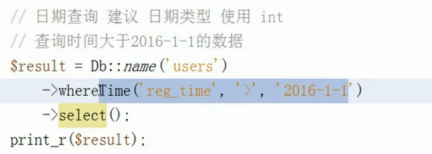 // 日期查询 建议 日期类型 使用 int
// 查询时间大于2016-1-1的数据
$result = Db::name('users')
->whereTime('reg_time', '>', '2016-1-1')
->select();
print_r($result);